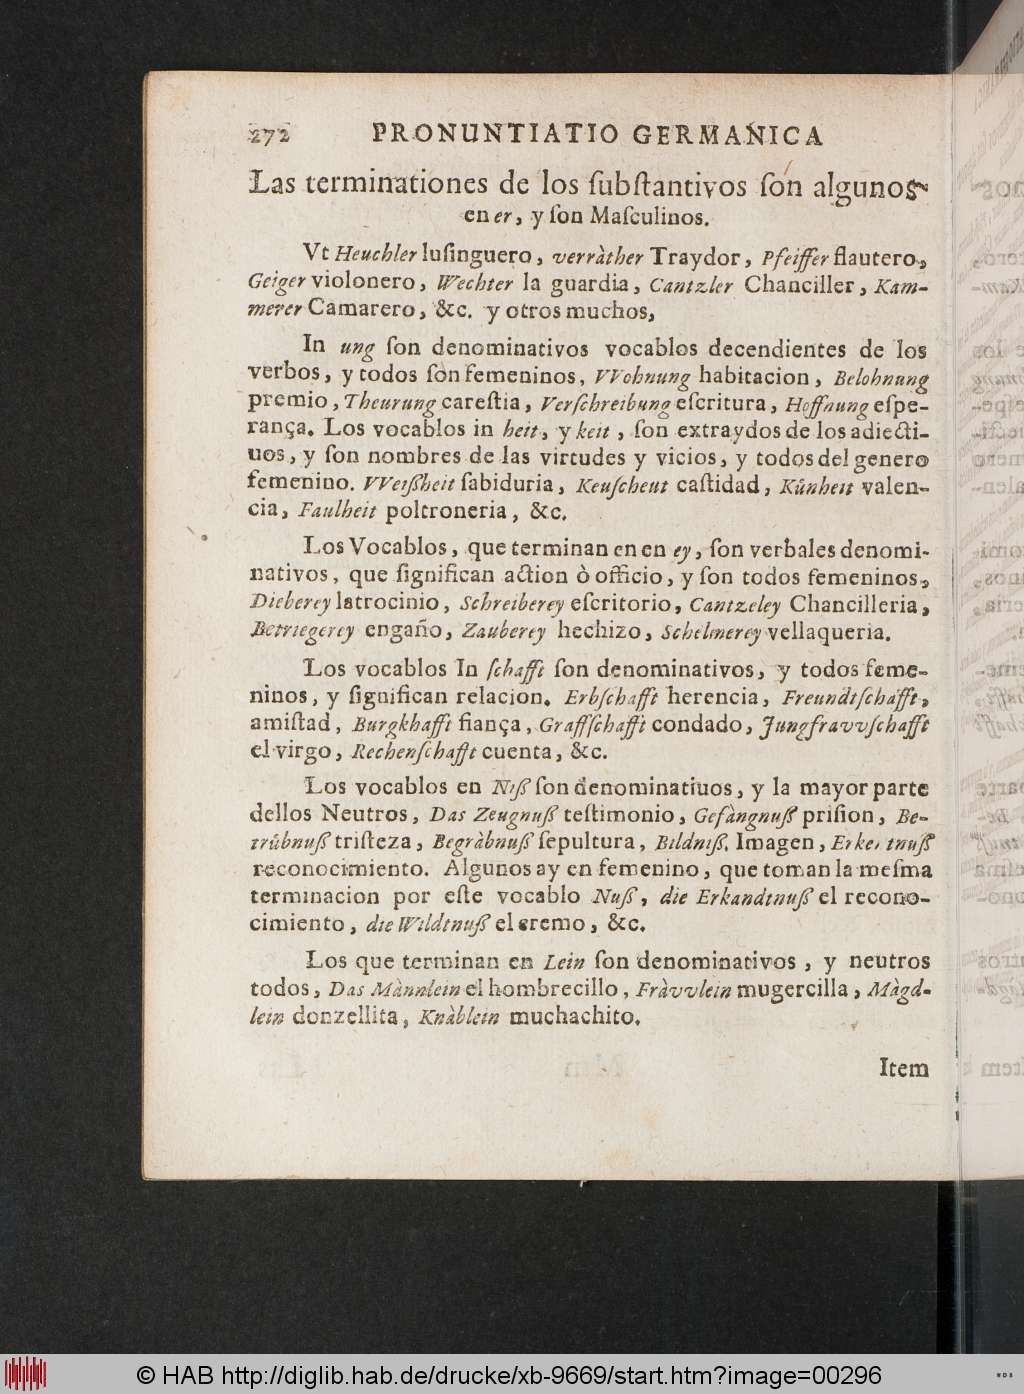 272 PRONUNTIATIO GERMANICA
Las terminationes de los ſubſtantivos ſon algunos
en er, y ſon Maſculinos.
Vt Heuchler luſinguero, verràther Traydor, Pfeiffer flautero,
Geiger violonero, Wechter la guardia, Cantzler Chanciller, Kam-
merer Camarero, &c. y otros muchos,
In ung ſon denominativos vocablos decendientes de los
verbos, y todos ſon femeninos, VVohnung habitacion, Belohnung
premio, Theurung careſtia, Verſchreibung eſcritura, Hoffnung eſpe-
rança. Los vocablos in heit, y keit, ſon extraydos de los adiecti-
uos, y ſon nombres de las virtudes y vicios, y todos del genero
femenino. VVeißheit ſabiduria, Keuſcheut caſtidad, Kůnheit valen-
cia, Faulheit poltroneria, &c.
Los Vocablos, que terminan en en ey, ſon verbales denomi-
nativos, que ſignifican action ò officio, y ſon todos femeninos,
Dieberey latrocinio, Schreiberey eſcritorio, Cantzeley Chancilleria,
Betriegerey engaño, Zauberey hechizo, Schelmerey vellaqueria.
Los vocablos In ſchafft ſon denominativos, y todos feme-
ninos, y ſignifican relacion. Erbſchafft herencia, Freundtſchafft,
amiſtad, Burgkhafft fiança, Graffſchafft condado, Jungfravvſchafft
el virgo, Rechenſchafft cuenta, &c.
Los vocablos en Niß ſon denominatiuos, y la mayor parte
dellos Neutros, Das Zeugnuß teſtimonio, Gefàngnuß priſion, Be-
trůbnuß triſteza, Begràbnuß ſepultura, Bildniß, Imagen,
reconocimiento. Algunos ay en femenino, que toman la meſma
terminacion por eſte vocablo Nuß, die Erkandtnuß el recono-
cimiento, die Wildtnuß el eremo, &c.
Los que terminan en Lein ſon denominativos, y neutros
todos, Das Mànnlein el hombrecillo, Fràvvlein mugercilla, Màgd-
lein donzellita, Knàblein muchachito.
Item
© HAB http://diglib.hab.de/drucke/xb-9669/start.htm?image=00296